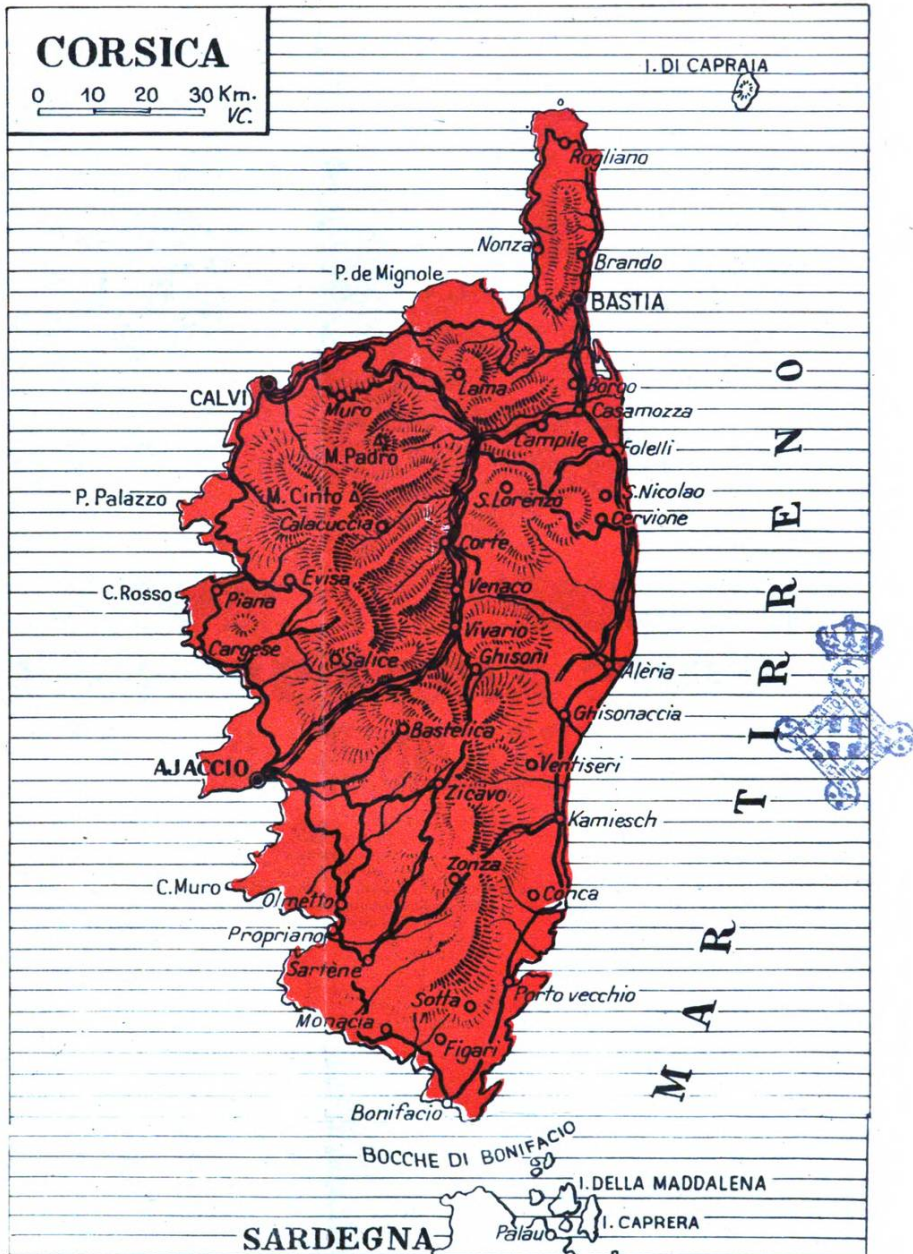 CORSICA
0 10 20 30 Km.
VC.
I. DI CAPRAIA
Rogliano
Nonza
Brando
P. de Mignole
BASTIA
CALVI
Lama
Borgo
Muro
Casamozza
Lampile
Folelli
M. Padro
P. Palazzo
M. Cinto
S. Lorenzo
S. Nicolao
Calacuccia
Cervione
Corte
C. Rosso
Evisa
Piana
Venaco
Vivario
Cargese
Salice
Ghisoni
Alèria
Ghisonaccia
Bastelica
AJACCIO
Ventiseri
Zicavo
Kamiesch
Zonza
C. Muro
Conca
Olmetto
Propriano
Sartène
Sotta
Porto vecchio
Monacia
Figari
Bonifacio
MAR TIRRENO
BOCCHE DI BONIFACIO
I. DELLA MADDALENA
I. CAPRERA
Palau
SARDEGNA